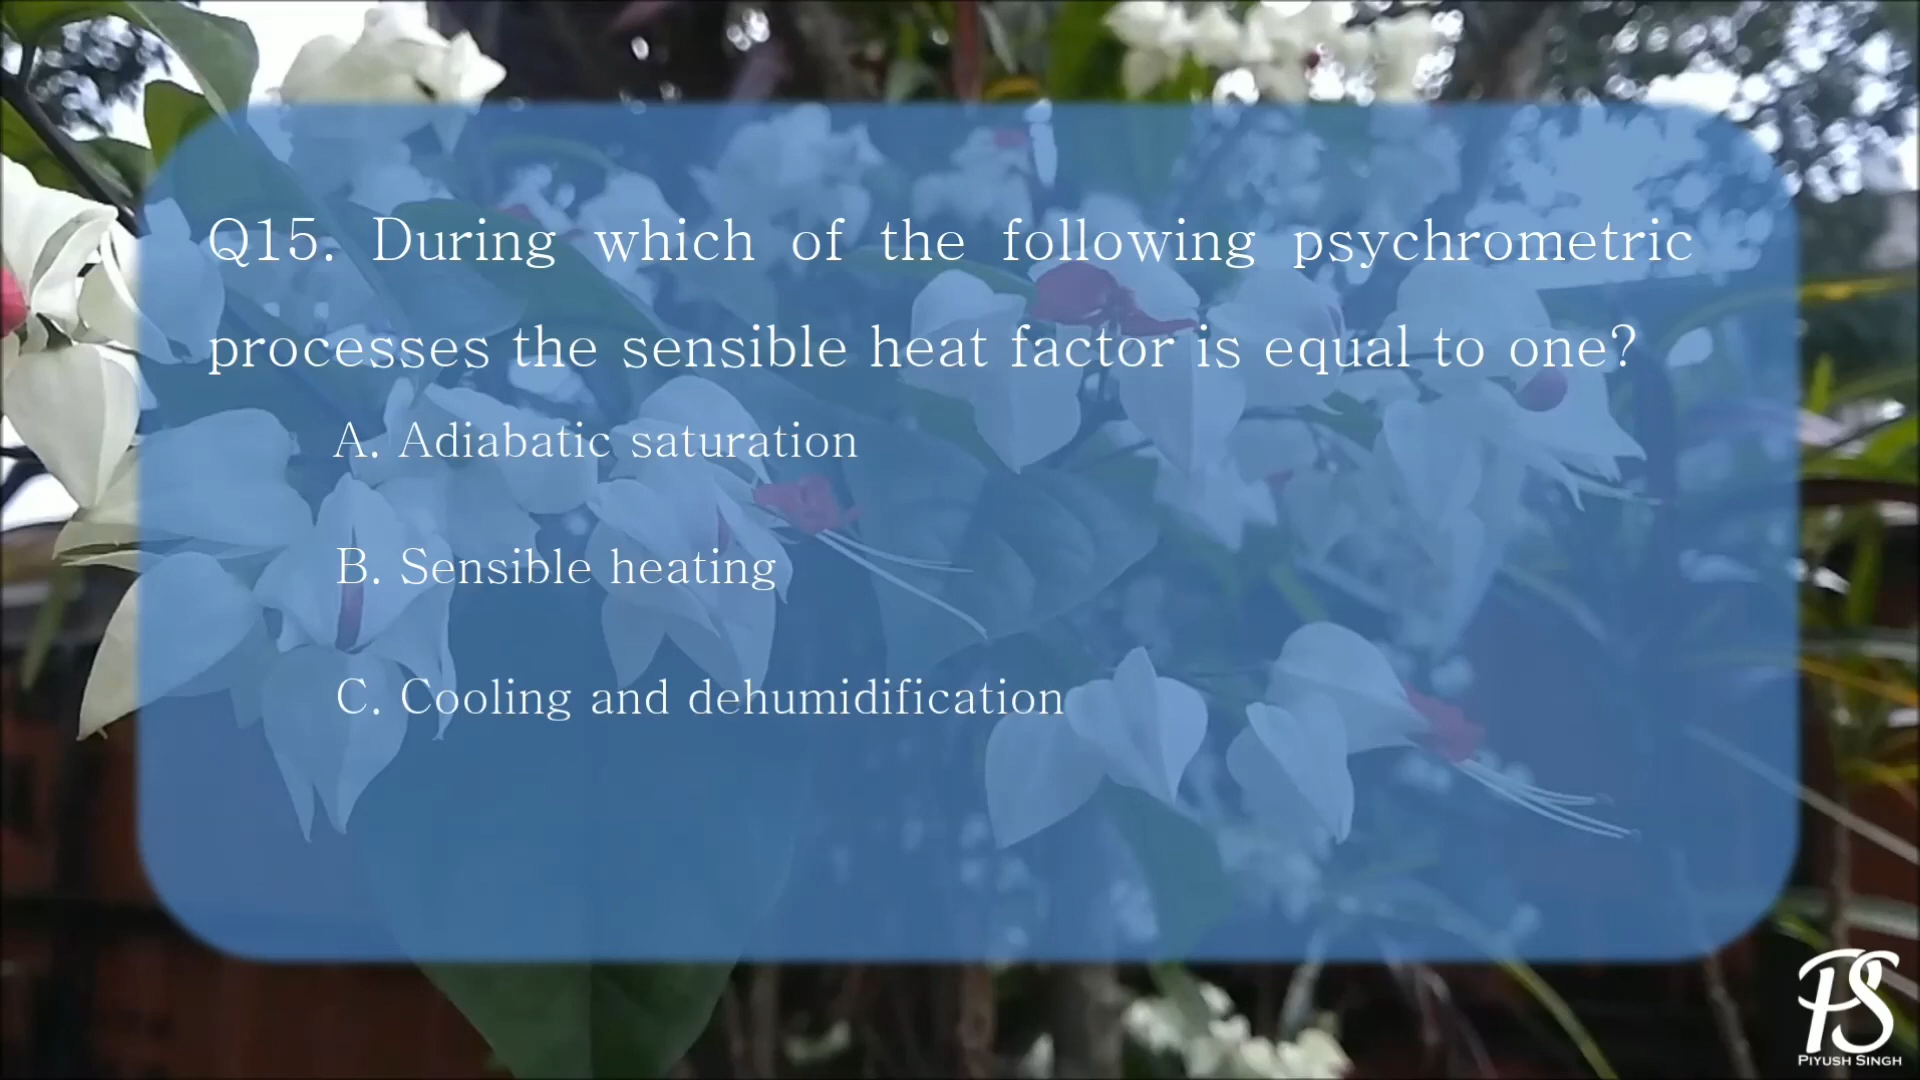 Q15. During which of the following psychrometric
processes the sensible heat factor is equal to one?
A. Adiabatic saturation
B. Sensible heating
C. Cooling and dehumidification
PS
PIYUSH SINGH